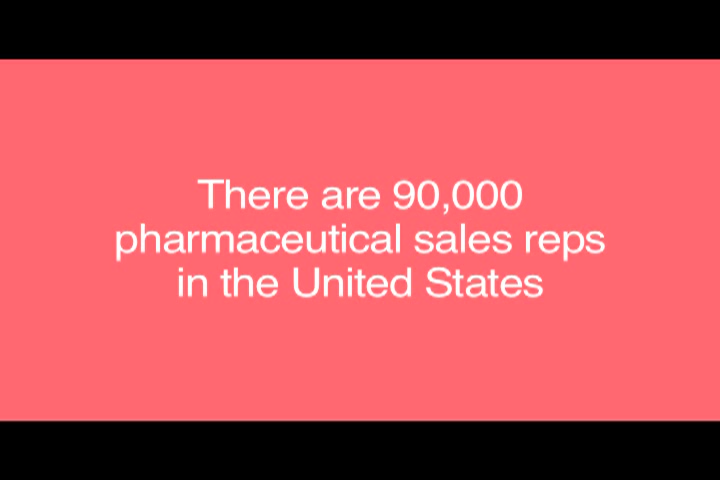 There are 90,000
pharmaceutical sales reps
in the United States